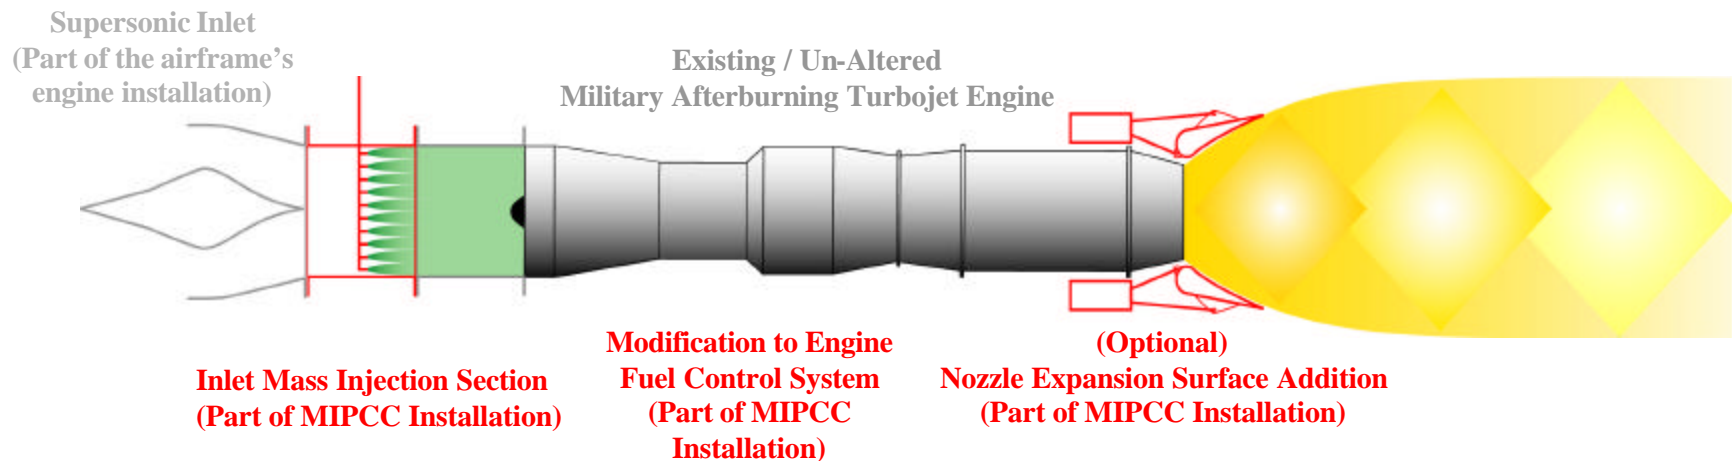 Supersonic Inlet
(Part of the airframe's
engine installation)
Existing / Un-Altered
Military Afterburning Turbojet Engine
Inlet Mass Injection Section
(Part of MIPCC Installation)
Modification to Engine
Fuel Control System
(Part of MIPCC
Installation)
(Optional)
Nozzle Expansion Surface Addition
(Part of MIPCC Installation)